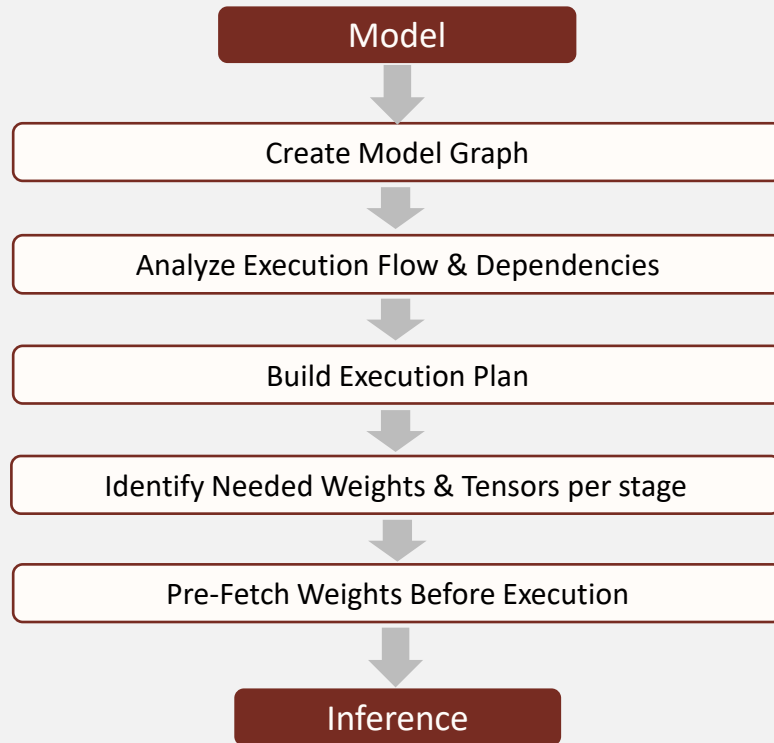 Model
Create Model Graph
Analyze Execution Flow & Dependencies
Build Execution Plan
Identify Needed Weights & Tensors per stage
Pre-Fetch Weights Before Execution
Inference